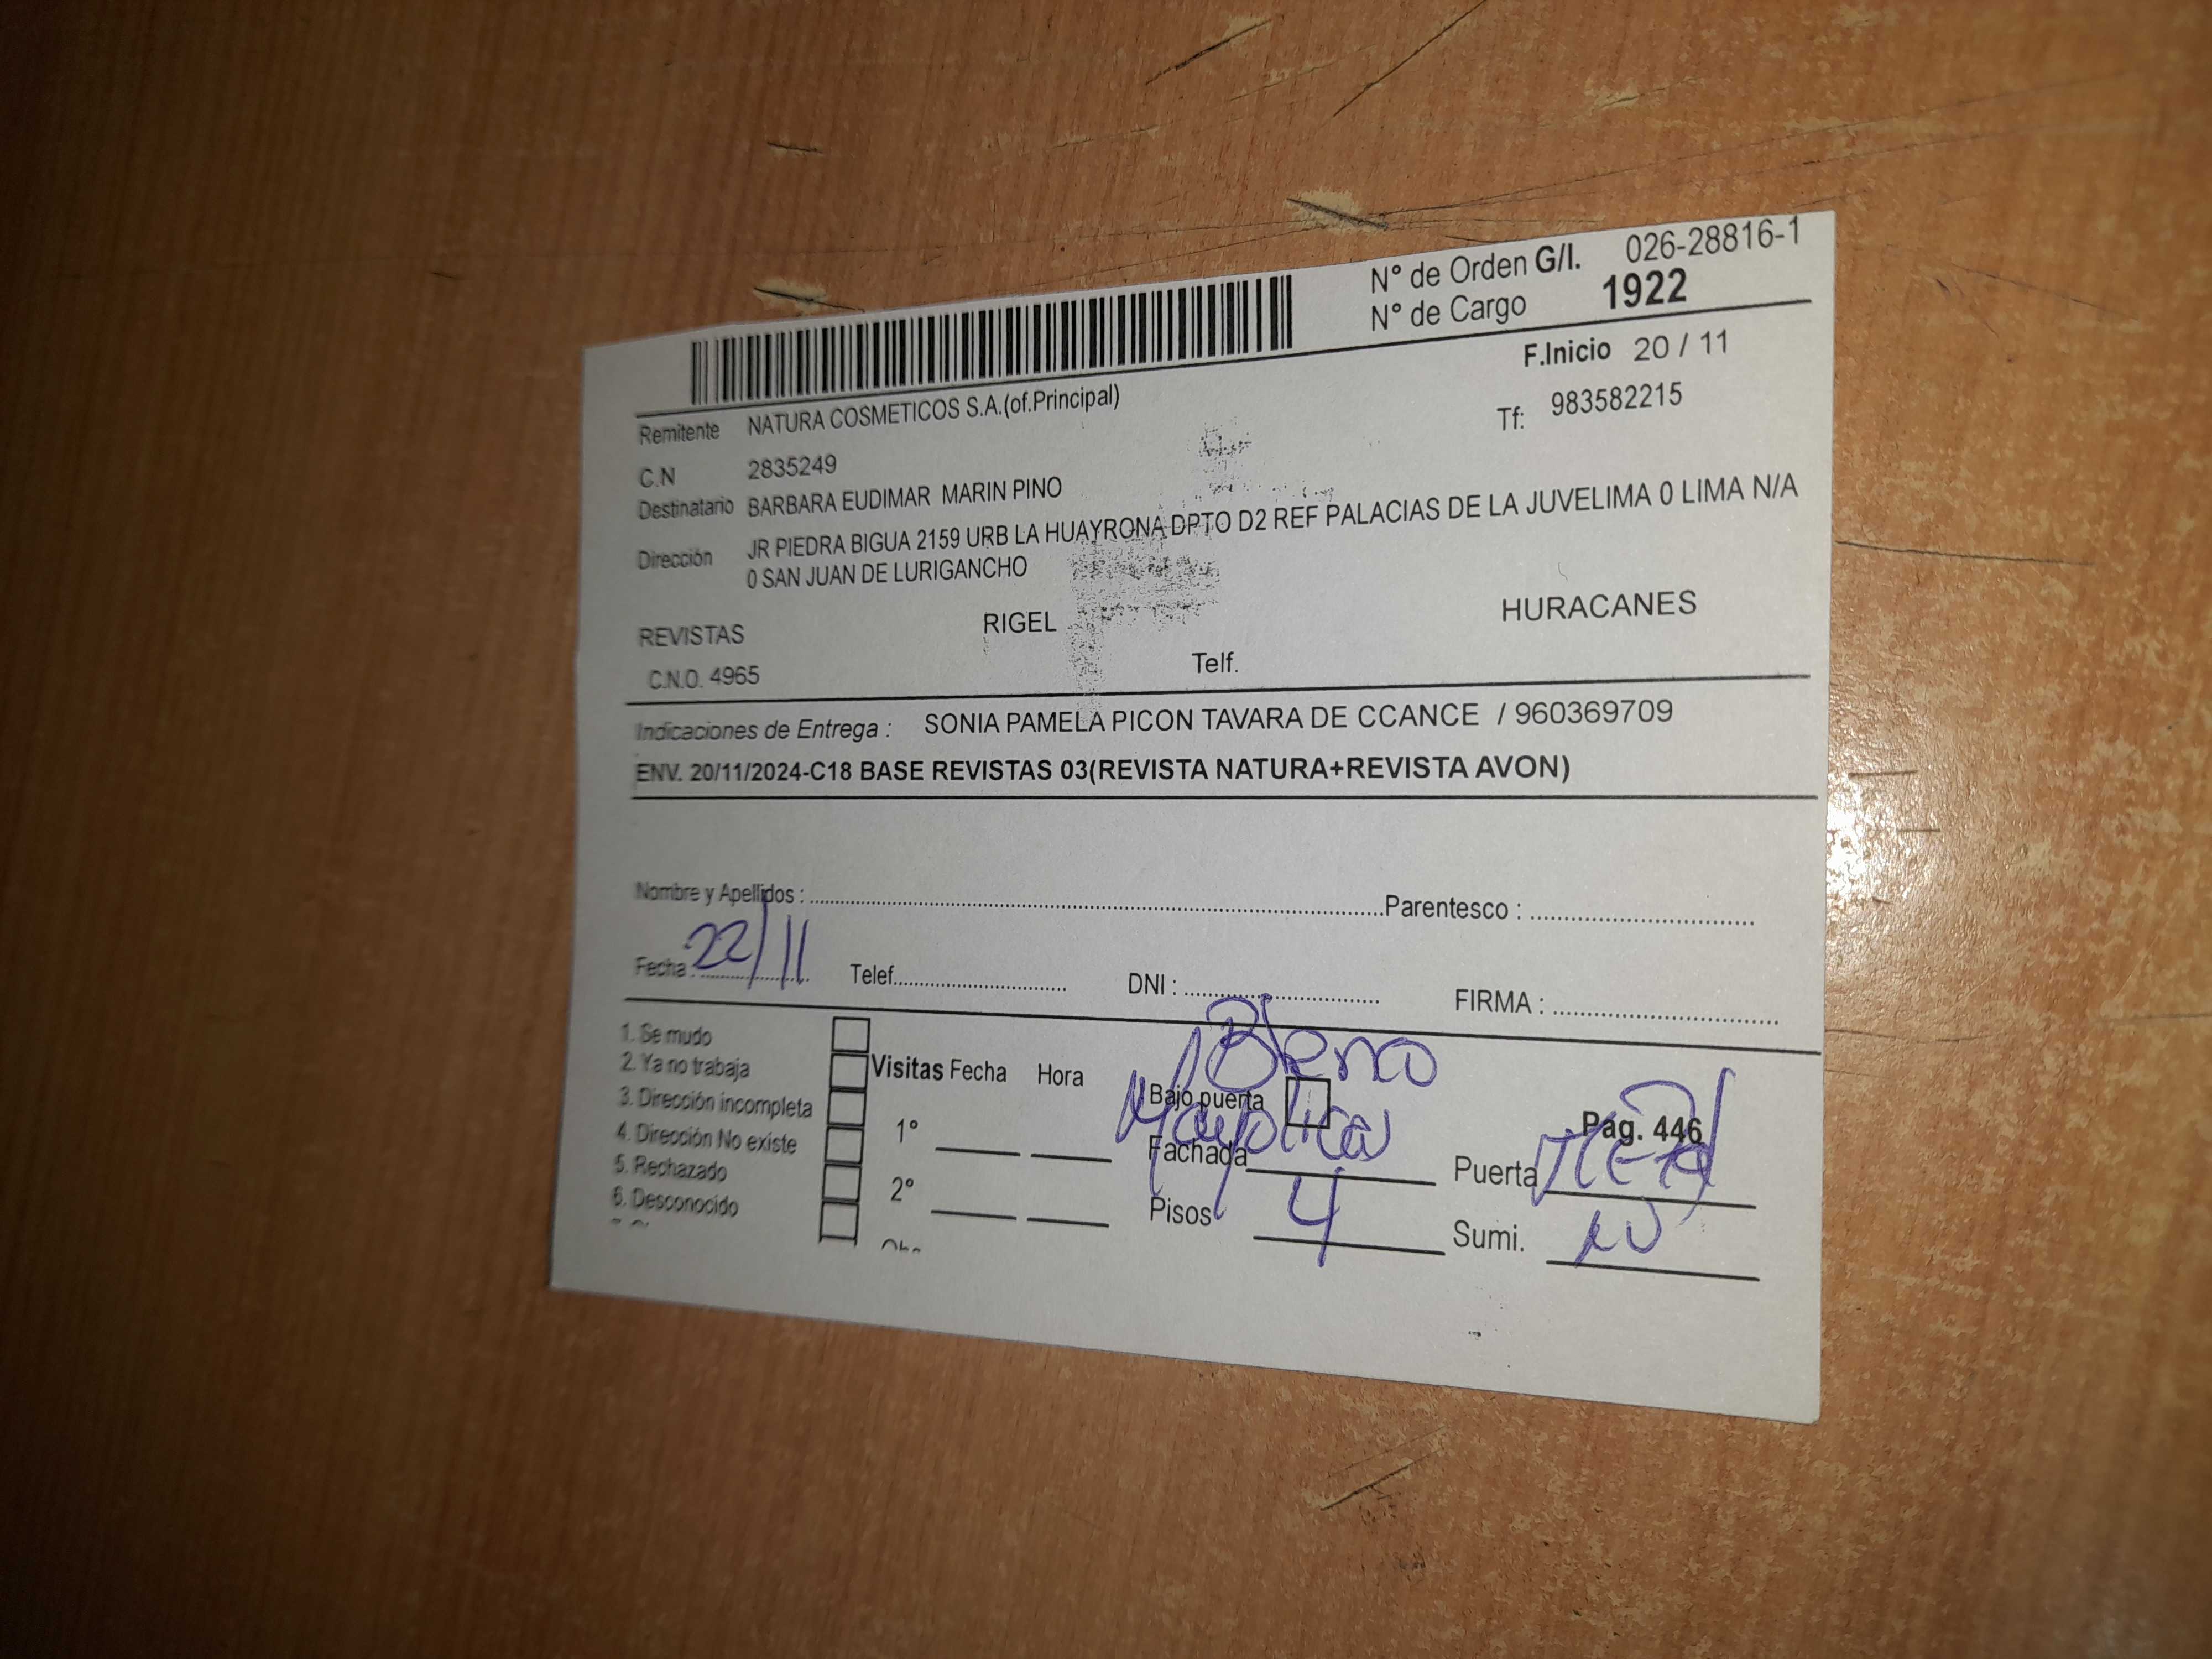 N° de Orden G/I. 026-28816-1
N° de Cargo 1922
F.Inicio 20 / 11
Remitente NATURA COSMETICOS S.A.(of.Principal)
Tf: 983582215
C.N 2835249
Destinatario BARBARA EUDIMAR MARIN PINO
Dirección JR PIEDRA BIGUA 2159 URB LA HUAYRONA DPTO D2 REF PALACIAS DE LA JUVELIMA 0 LIMA N/A
0 SAN JUAN DE LURIGANCHO
REVISTAS RIGEL HURACANES
C.N.O. 4965 Telf.
Indicaciones de Entrega : SONIA PAMELA PICON TAVARA DE CCANCE / 960369709
ENV. 20/11/2024-C18 BASE REVISTAS 03(REVISTA NATURA+REVISTA AVON)
Nombre y Apellidos : Parentesco :
Fecha : 22/11 Telef. DNI : FIRMA :
1. Se mudo
2. Ya no trabaja
3. Dirección incompleta
4. Dirección No existe
5. Rechazado
6. Desconocido
Visitas Fecha Hora
1°
2°
Bajo puerta
Fachada Mayolica
Pisos 4
Pag. 446
Puerta
Sumi.